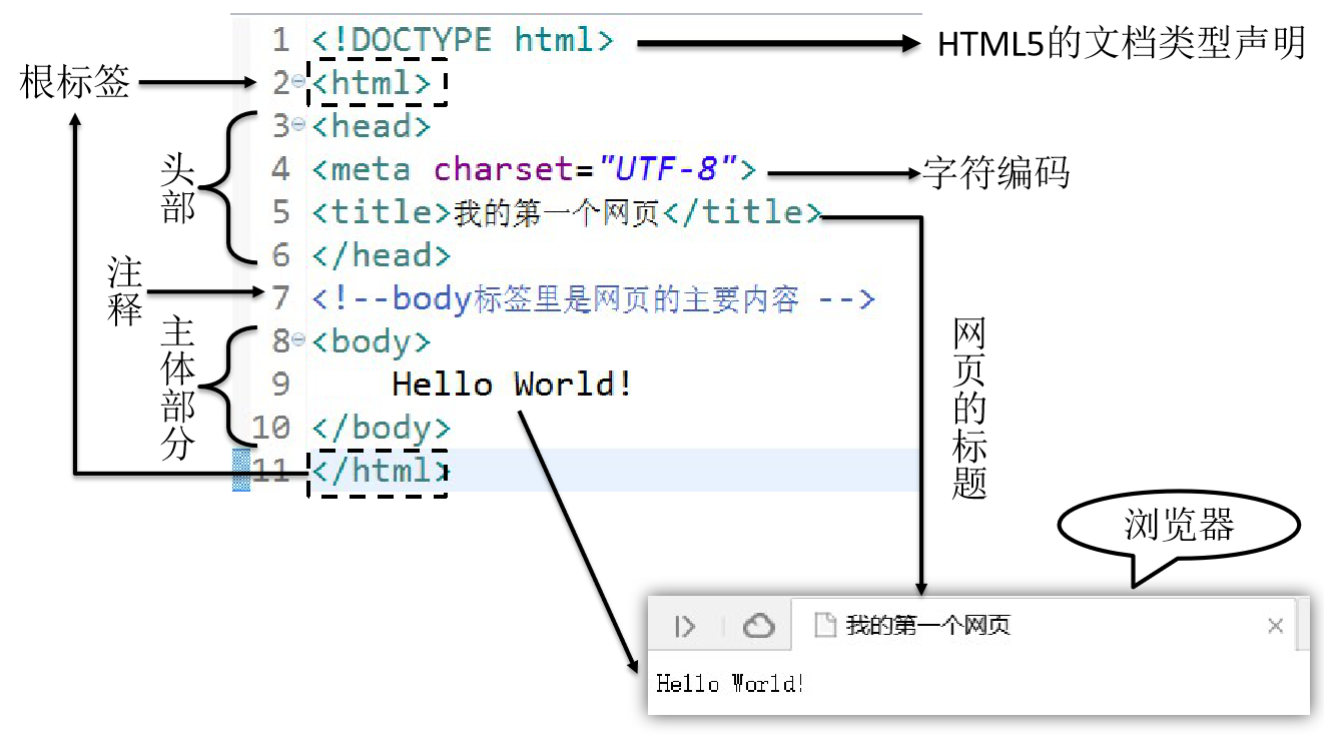 1 <!DOCTYPE html>
HTML5的文档类型声明
根标签
2 <html>
3 <head>
头部
4 <meta charset="UTF-8">
字符编码
5 <title>我的第一个网页</title>
6 </head>
注释
7 <!--body标签里是网页的主要内容 -->
主体部分
8 <body>
9 Hello World!
10 </body>
11 </html>
网页的标题
浏览器
我的第一个网页
Hello World!